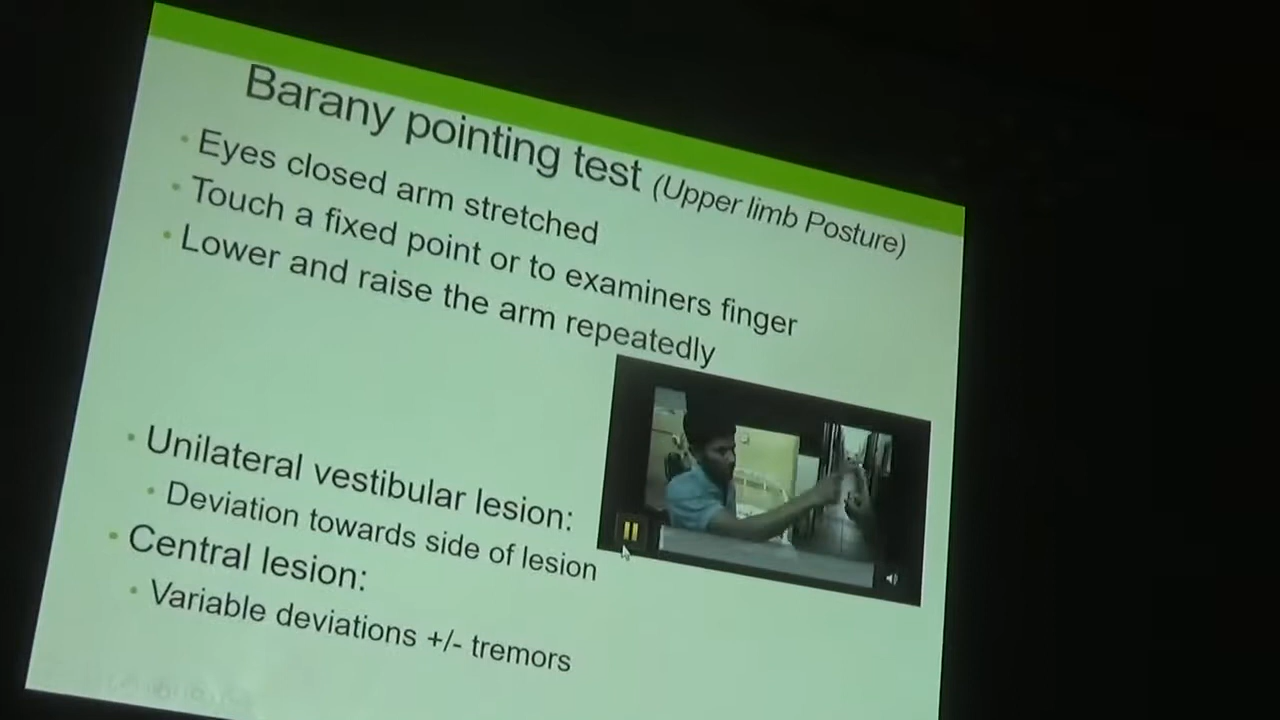 Barany pointing test (Upper limb Posture)
• Eyes closed arm stretched
• Touch a fixed point or to examiners finger
• Lower and raise the arm repeatedly
• Unilateral vestibular lesion:
• Deviation towards side of lesion
• Central lesion:
• Variable deviations +/- tremors